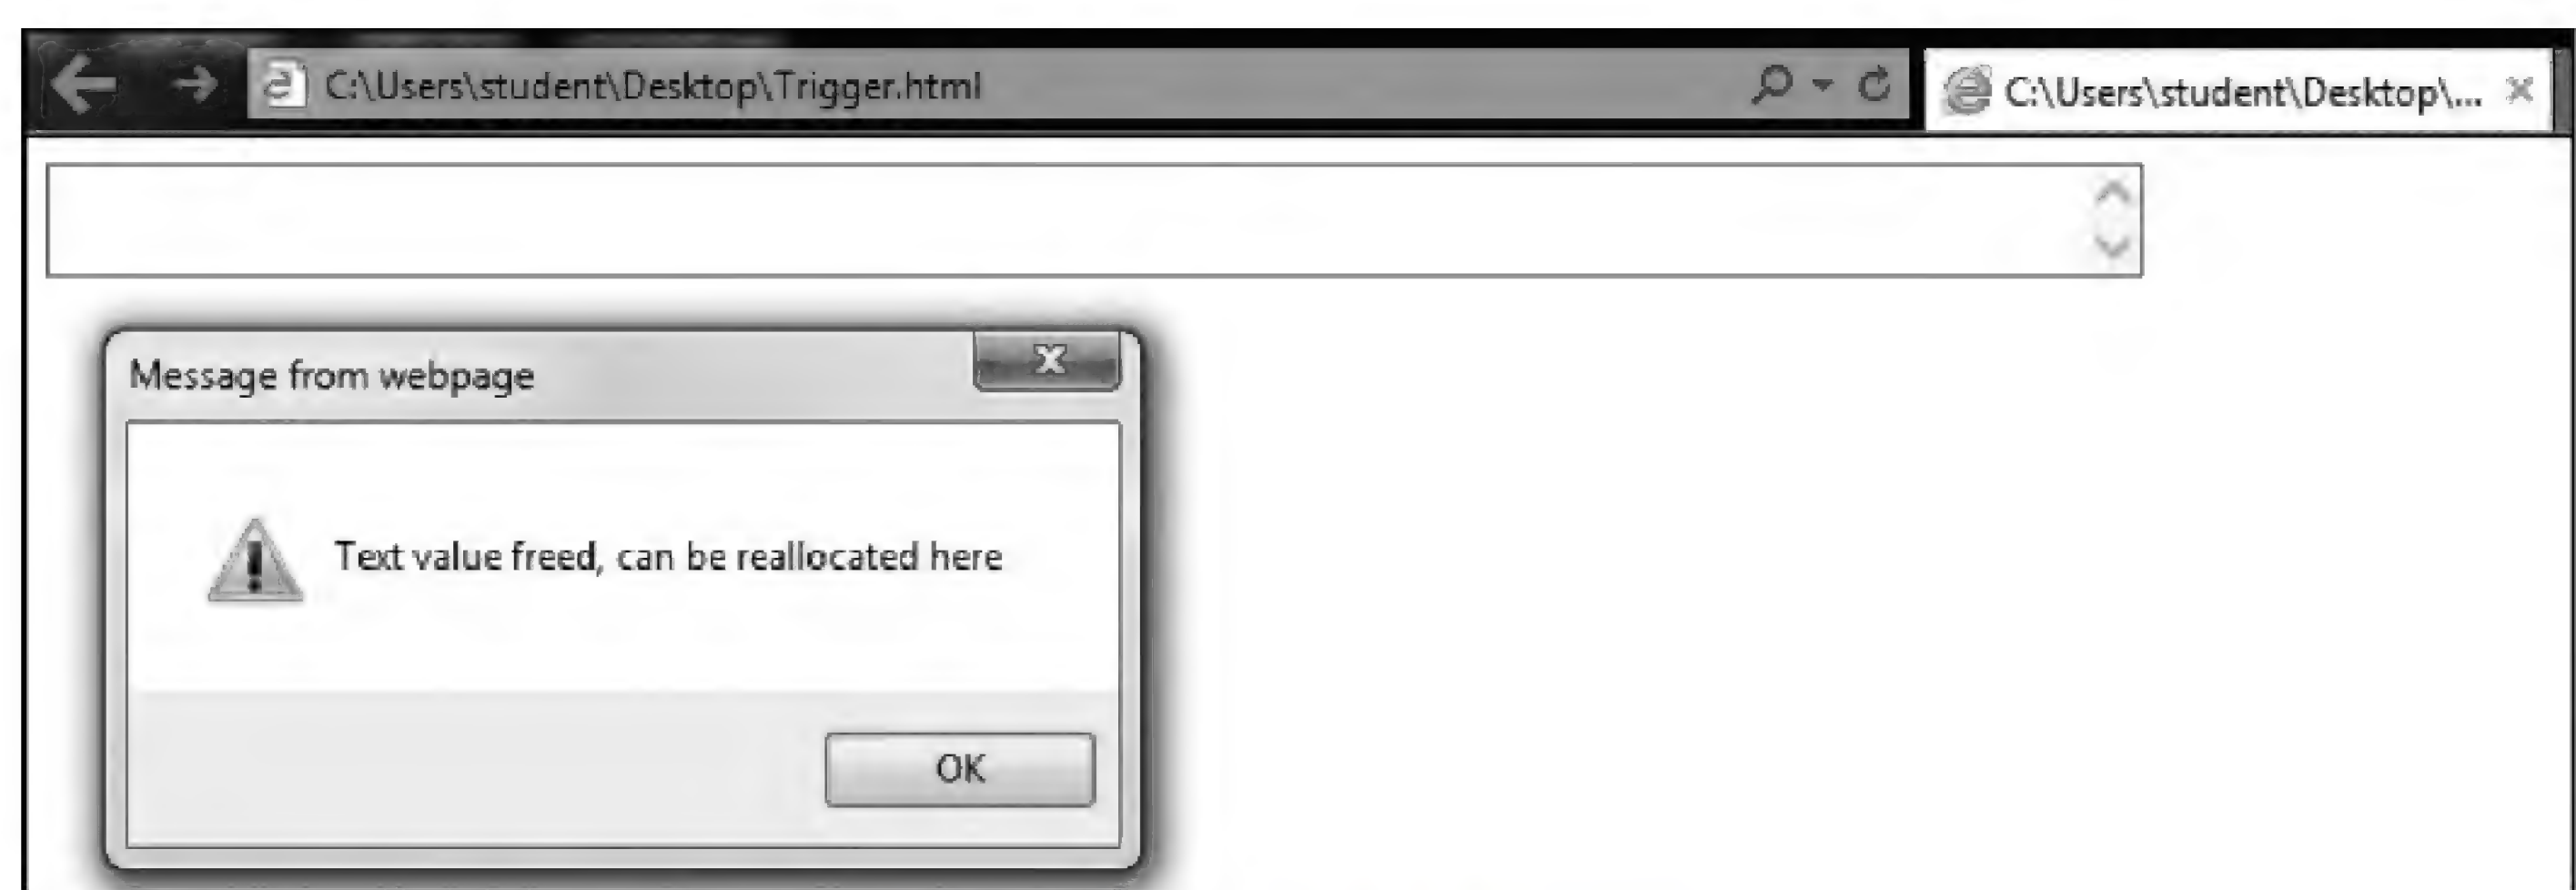 C:\Users\student\Desktop\Trigger.html
C:\Users\student\Desktop\...
Message from webpage
Text value freed, can be reallocated here
OK